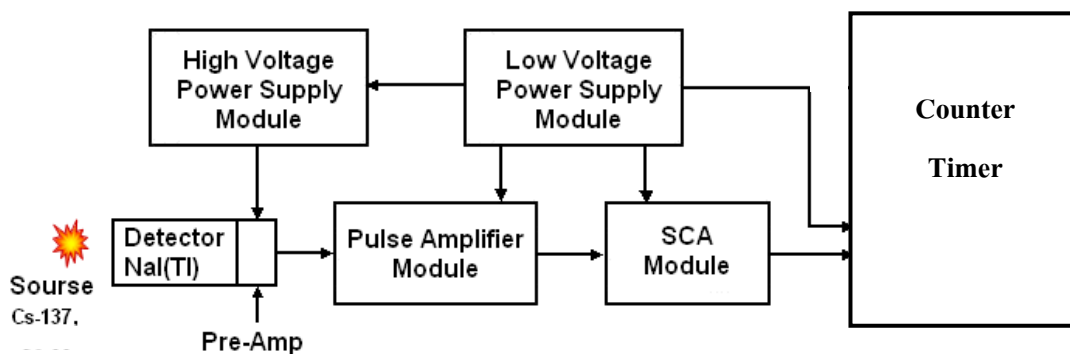 High Voltage
Power Supply
Module
Low Voltage
Power Supply
Module
Counter
Timer
Detector
NaI(Tl)
Pulse Amplifier
Module
SCA
Module
Sourse
Cs-137,
Pre-Amp